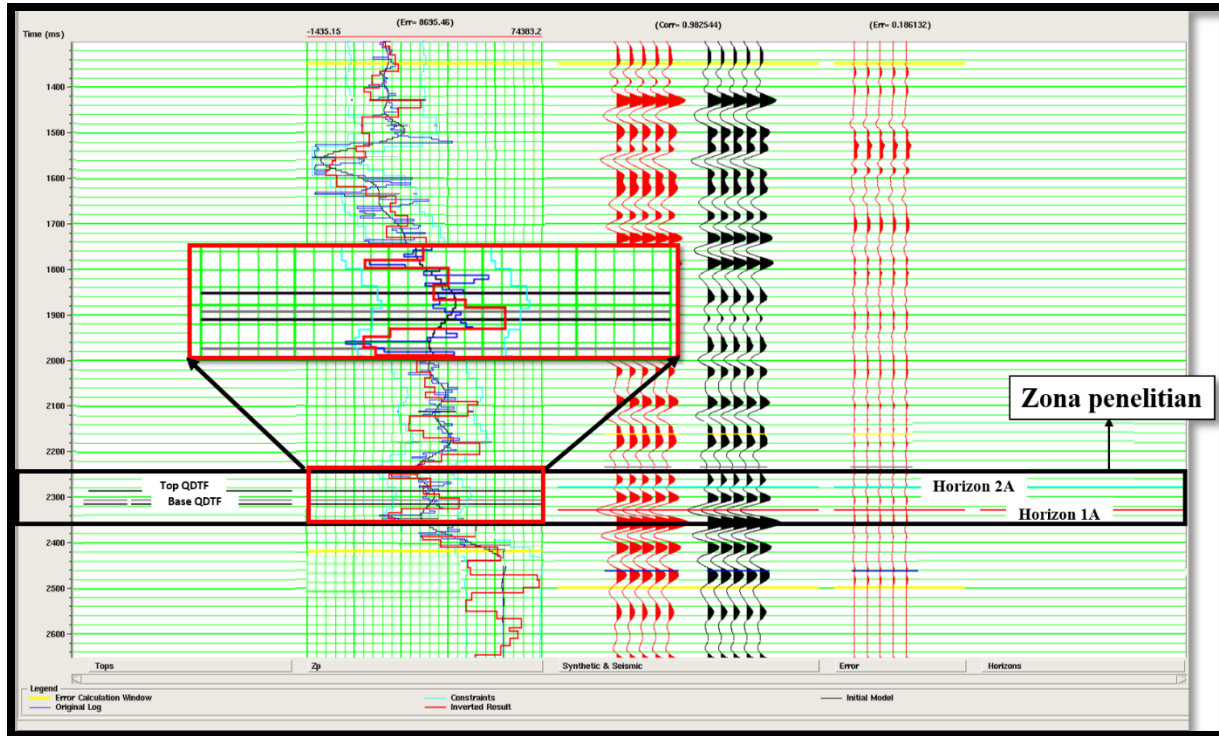 (Err= 8695.46)
(Corr= 0.982544)
(Err= 0.186132)
Time (ms)
-1435.15
74383.2
1400
1500
1600
1700
1800
1900
2000
2100
Zona penelitian
2200
Top QDTF
Horizon 2A
2300
Base QDTF
Horizon 1A
2400
2500
2600
Tops
Zp
Synthetic & Seismic
Error
Horizons
Legend
Error Calculation Window
Constraints
Initial Model
Original Log
Inverted Result